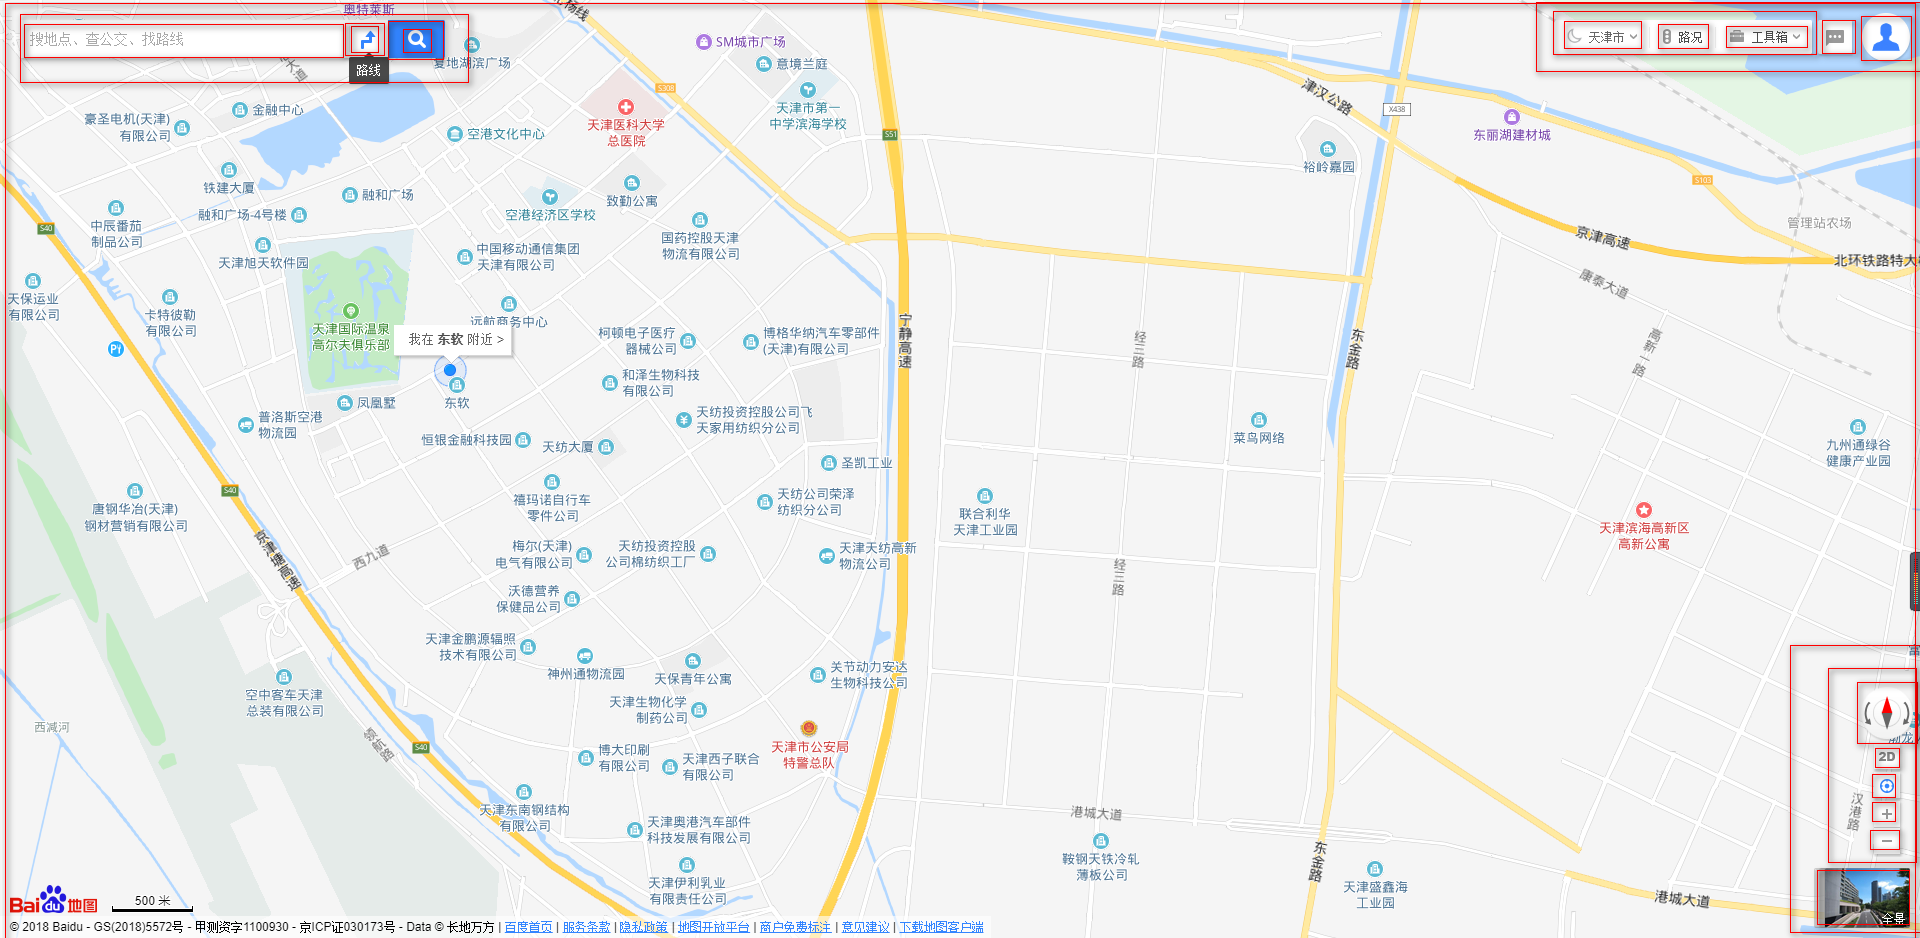 奥特莱斯
北杨线
搜地点、查公交、找路线
路线
天津市
路况
工具箱
复地湖滨广场
SM城市广场
意境兰庭
S308
豪圣电机(天津)
有限公司
金融中心
空港文化中心
天津医科大学
总医院
天津市第一
中学滨海学校
S51
津汉公路
X438
东丽湖建材城
裕岭嘉园
S103
铁建大厦
融和广场
致勤公寓
中辰番茄
制品公司
融和广场-4号楼
空港经济区学校
S40
国药控股天津
物流有限公司
管理站农场
京津高速
北环铁路特大
天津旭天软件园
中国移动通信集团
天津有限公司
康泰大道
天保运业
有限公司
卡特彼勒
有限公司
天津国际温泉
高尔夫俱乐部
远航商务中心
我在 东软 附近 >
东软
柯顿电子医疗
器械公司
博格华纳汽车零部件
(天津)有限公司
宁静高速
经三路
东金路
高新一路
和泽生物科技
有限公司
凤凰墅
普洛斯空港
物流园
天纺投资控股公司飞
天家用纺织分公司
恒银金融科技园
天纺大厦
圣凯工业
菜鸟网络
九州通绿谷
健康产业园
S40
唐钢华冶(天津)
钢材营销有限公司
禧玛诺自行车
零件公司
天纺公司荣泽
纺织分公司
联合利华
天津工业园
天津滨海高新区
高新公寓
京津塘高速
西九道
梅尔(天津)
电气有限公司
天纺投资控股
公司棉纺织工厂
天津天纺高新
物流公司
经三路
沃德营养
保健品公司
天津金鹏源辐照
技术有限公司
神州通物流园
天保青年公寓
关节动力安达
生物科技公司
空中客车天津
总装有限公司
天津生物化学
制药公司
西减河
领航路
S40
博大印刷
有限公司
天津西子联合
有限公司
天津市公安局
特警总队
2D
汉港路
天津东南钢结构
有限公司
天津奥港汽车部件
科技发展有限公司
港城大道
鞍钢天铁冷轧
薄板公司
东金路
天津盛鑫海
工业园
港城大道
天津伊利乳业
有限责任公司
全景
Bai du 地图
500 米
© 2018 Baidu - GS(2018)5572号 - 甲测资字1100930 - 京ICP证030173号 - Data © 长地万方 | 百度首页 | 服务条款 | 隐私政策 | 地图开放平台 | 商户免费标注 | 意见建议 | 下载地图客户端